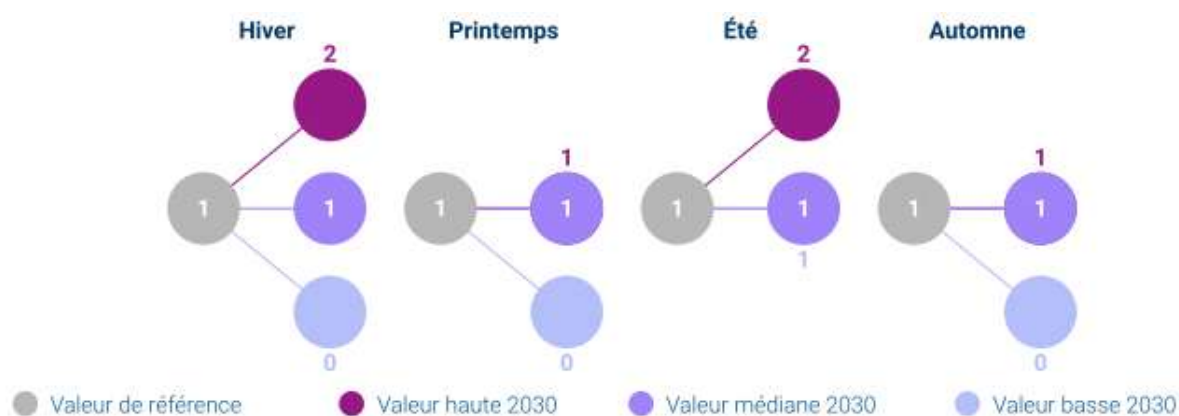 Hiver Printemps Été Automne
2 2
1 1
1 1 1 1 1 1 1 1
1
0 0 0
Valeur de référence Valeur haute 2030 Valeur médiane 2030 Valeur basse 2030